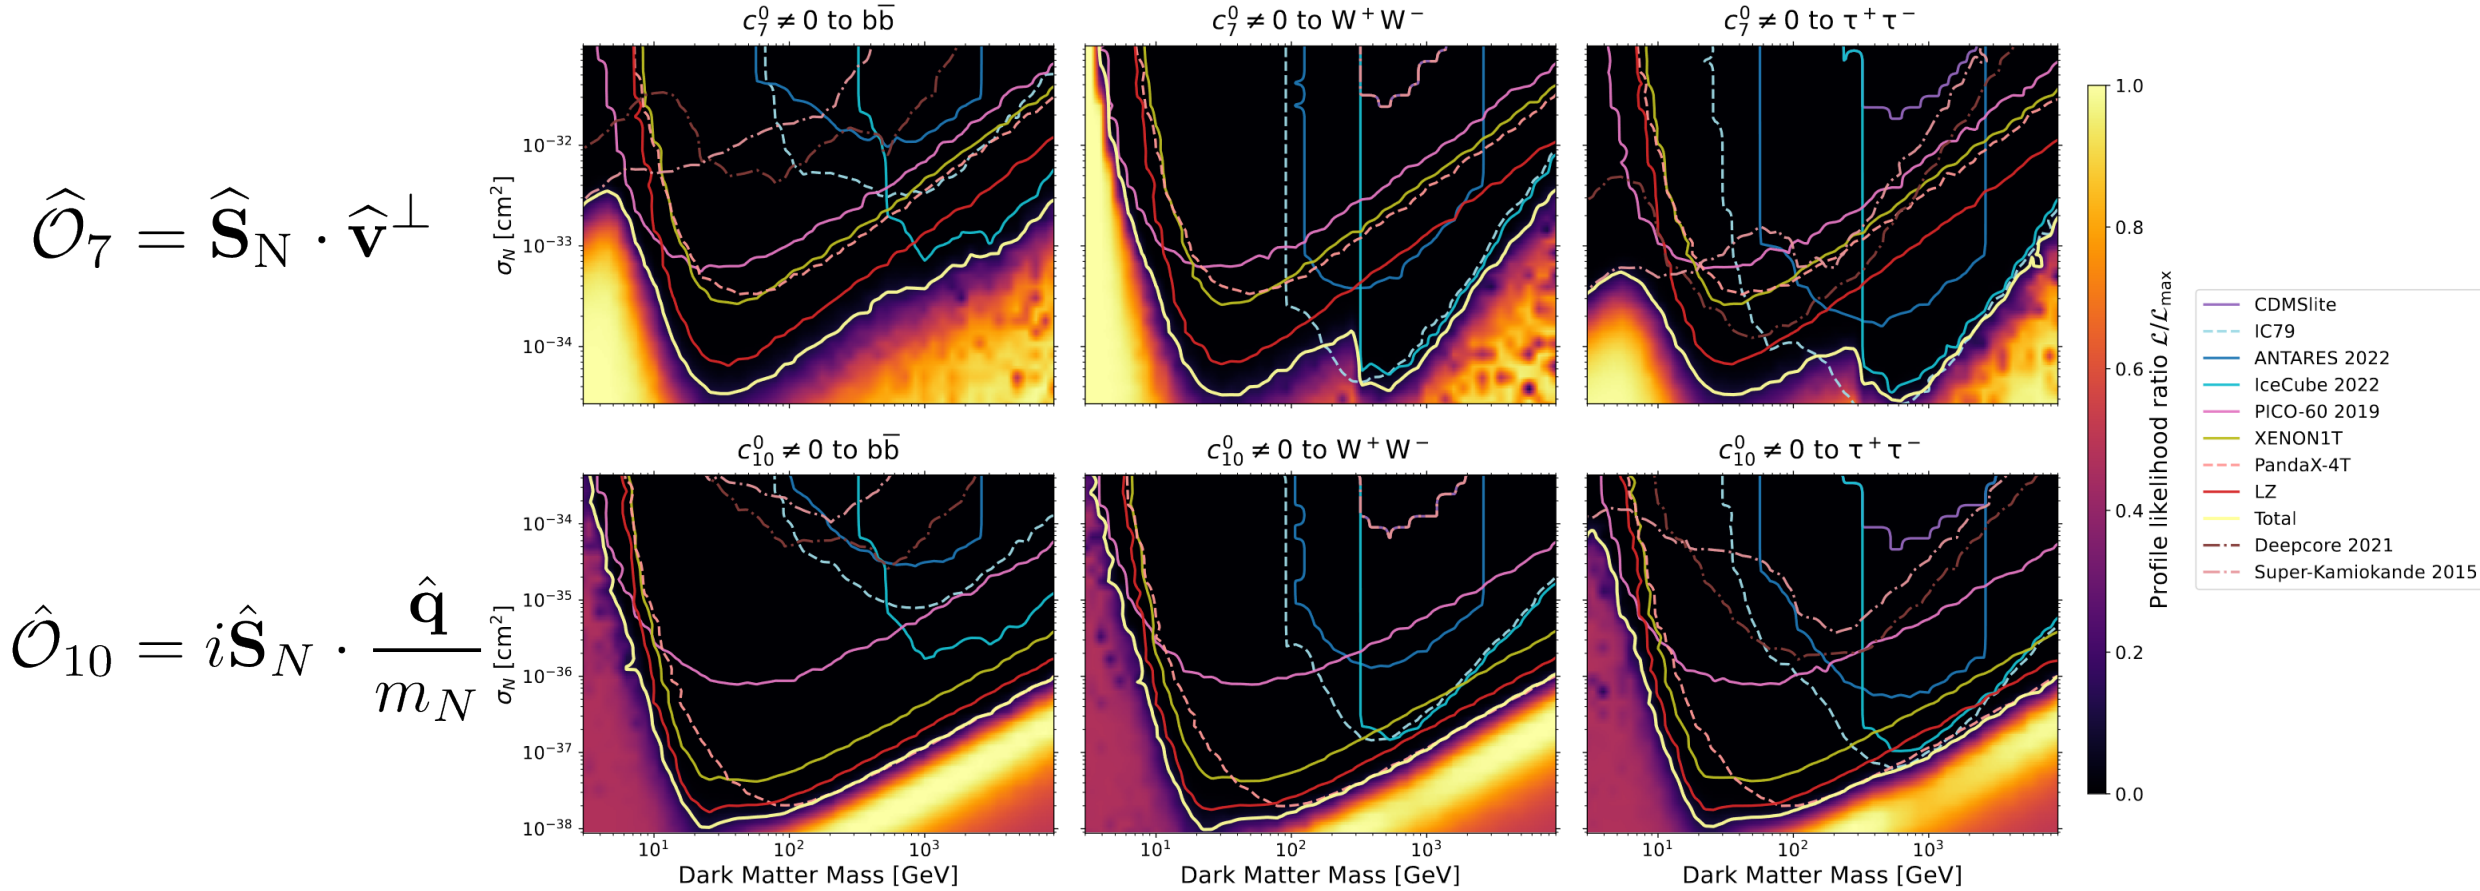 c₇⁰ ≠ 0 to bb̅
c₇⁰ ≠ 0 to W⁺W⁻
c₇⁰ ≠ 0 to τ⁺τ⁻
𝒪̂₇ = Ŝ_N · v̂^⊥
σ_N [cm²]
10⁻³²
10⁻³³
10⁻³⁴
c₁₀⁰ ≠ 0 to bb̅
c₁₀⁰ ≠ 0 to W⁺W⁻
c₁₀⁰ ≠ 0 to τ⁺τ⁻
𝒪̂₁₀ = iŜ_N · q̂/m_N
σ_N [cm²]
10⁻³⁴
10⁻³⁵
10⁻³⁶
10⁻³⁷
10⁻³⁸
10¹ 10² 10³
10¹ 10² 10³
10¹ 10² 10³
Dark Matter Mass [GeV]
Dark Matter Mass [GeV]
Dark Matter Mass [GeV]
1.0
0.8
0.6
0.4
0.2
0.0
Profile likelihood ratio ℒ/ℒ_max
CDMSlite
IC79
ANTARES 2022
IceCube 2022
PICO-60 2019
XENON1T
PandaX-4T
LZ
Total
Deepcore 2021
Super-Kamiokande 2015